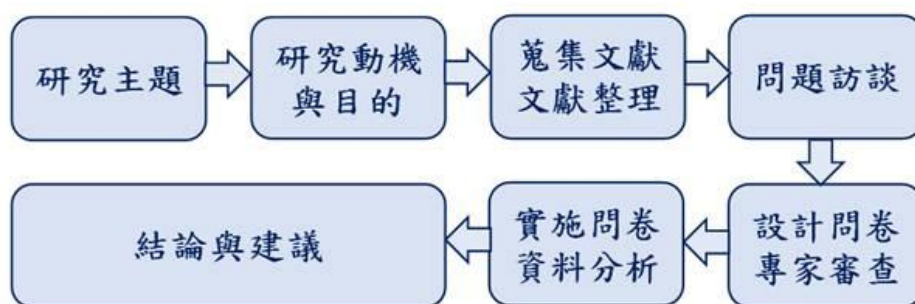 研究主題
研究動機
與目的
蒐集文獻
文獻整理
問題訪談
設計問卷
專家審查
實施問卷
資料分析
結論與建議